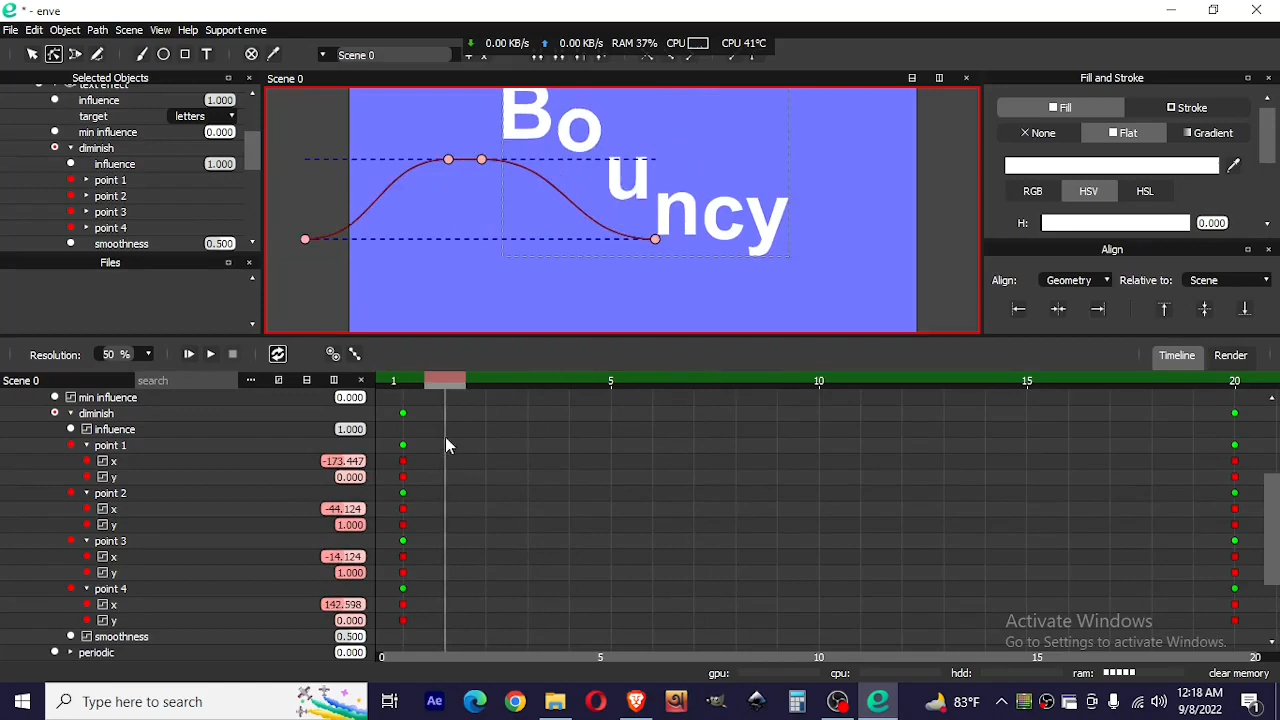 * - enve
File Edit Object Path Scene View Help Support enve
0.00 KB/s 0.00 KB/s RAM 37% CPU CPU 41°C
Scene 0
Selected Objects
Scene 0
Fill and Stroke
text effect
influence 1.000
target letters
min influence 0.000
diminish
influence 1.000
point 1
point 2
point 3
point 4
smoothness 0.500
Files
Bouncy
Fill Stroke
None Flat Gradient
RGB HSV HSL
H: 0.000
Align
Align: Geometry Relative to: Scene
Resolution: 50 %
Timeline Render
Scene 0 search 1 5 10 15 20
min influence 0.000
diminish
influence 1.000
point 1
x -173.447
y 0.000
point 2
x -44.124
y 1.000
point 3
x -14.124
y 1.000
point 4
x 142.598
y 0.000
smoothness 0.500
periodic 0.000
0 5 10 15 20
Activate Windows
Go to Settings to activate Windows.
gpu: cpu: hdd: ram: clear memory
Type here to search
Ae
83°F
12:18 AM
9/8/2022
1